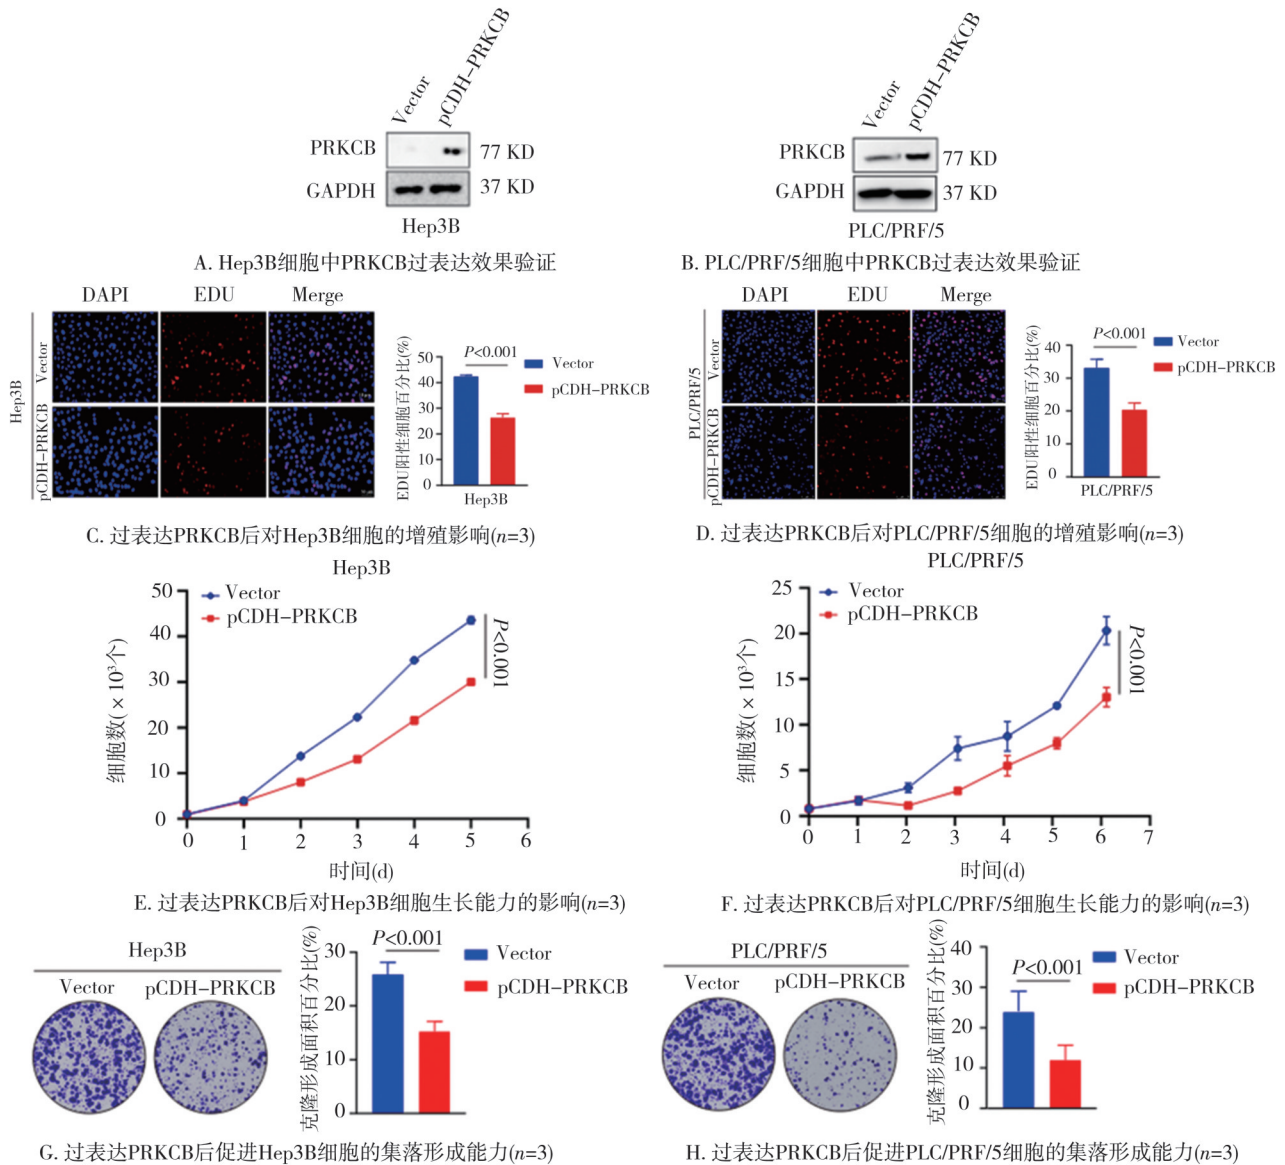 Vector
pCDH-PRKCB
PRKCB
77 KD
GAPDH
37 KD
Hep3B
A. Hep3B细胞中PRKCB过表达效果验证
Vector
pCDH-PRKCB
PRKCB
77 KD
GAPDH
37 KD
PLC/PRF/5
B. PLC/PRF/5细胞中PRKCB过表达效果验证
DAPI EDU Merge
Hep3B
Vector
pCDH-PRKCB
EDU阳性细胞百分比(%)
50
40
30
20
10
0
P<0.001
Vector
pCDH-PRKCB
Hep3B
C. 过表达PRKCB后对Hep3B细胞的增殖影响(n=3)
DAPI EDU Merge
PLC/PRF/5
Vector
pCDH-PRKCB
EDU阳性细胞百分比(%)
40
30
20
10
0
P<0.001
Vector
pCDH-PRKCB
PLC/PRF/5
D. 过表达PRKCB后对PLC/PRF/5细胞的增殖影响(n=3)
Hep3B
Vector
pCDH-PRKCB
细胞数(×10³个)
50
40
30
20
10
0
P<0.001
0 1 2 3 4 5 6
时间(d)
E. 过表达PRKCB后对Hep3B细胞生长能力的影响(n=3)
PLC/PRF/5
Vector
pCDH-PRKCB
细胞数(×10³个)
25
20
15
10
5
0
P<0.001
0 1 2 3 4 5 6 7
时间(d)
F. 过表达PRKCB后对PLC/PRF/5细胞生长能力的影响(n=3)
Hep3B
Vector pCDH-PRKCB
克隆形成面积百分比(%)
30
20
10
0
P<0.001
Vector
pCDH-PRKCB
G. 过表达PRKCB后促进Hep3B细胞的集落形成能力(n=3)
PLC/PRF/5
Vector pCDH-PRKCB
克隆形成面积百分比(%)
40
30
20
10
0
P<0.001
Vector
pCDH-PRKCB
H. 过表达PRKCB后促进PLC/PRF/5细胞的集落形成能力(n=3)